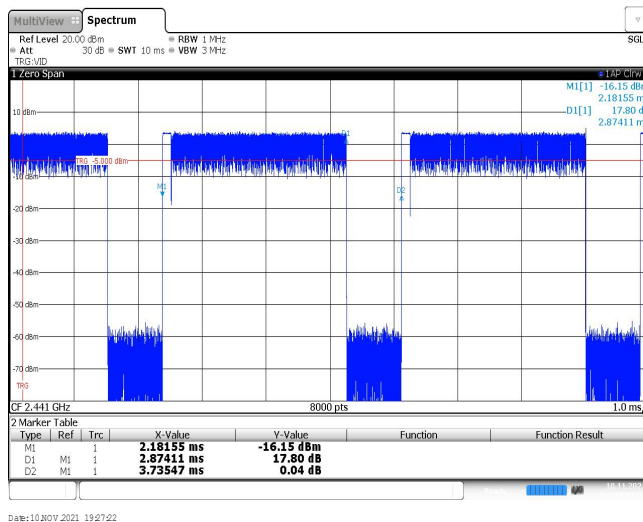 MultiView Spectrum
Ref Level 20.00 dBm RBW 1 MHz SGL
Att 30 dB SWT 10 ms VBW 3 MHz
TRG:VID
1 Zero Span 1AP Clrw
M1[1] -16.15 dBm
2.18155 m
D1[1] 17.80 d
2.87411 m
10 dBm
D1
TRG -5.000 dBm
-10 dBm
M1
D2
-20 dBm
-30 dBm
-40 dBm
-50 dBm
-60 dBm
-70 dBm
TRG
CF 2.441 GHz 8000 pts 1.0 ms
2 Marker Table
Type Ref Trc X-Value Y-Value Function Function Result
M1 1 2.18155 ms -16.15 dBm
D1 M1 1 2.87411 ms 17.80 dB
D2 M1 1 3.73547 ms 0.04 dB
Date:10.NOV.2021 19:27:22